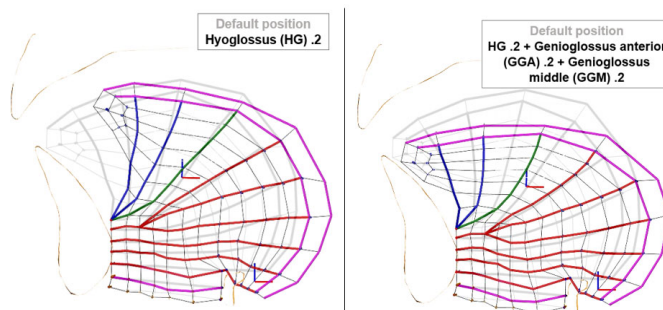 Default position
Hyoglossus (HG) .2
Default position
HG .2 + Genioglossus anterior
(GGA) .2 + Genioglossus
middle (GGM) .2